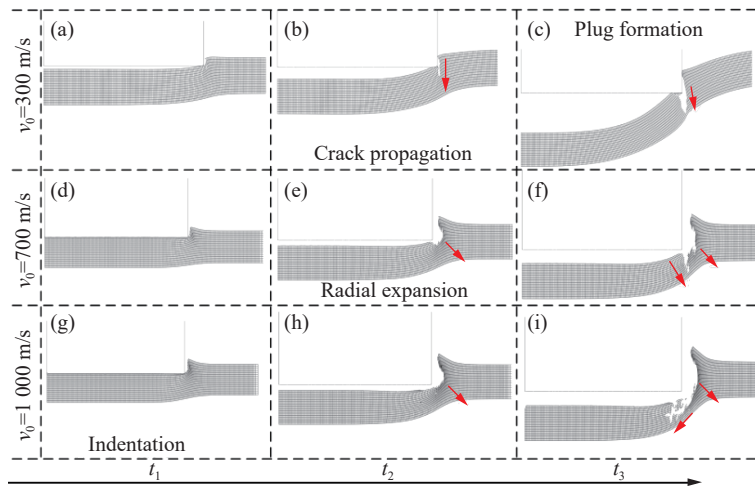 (a)
(b)
(c)
Plug formation
v0=300 m/s
Crack propagation
(d)
(e)
(f)
v0=700 m/s
Radial expansion
(g)
(h)
(i)
v0=1 000 m/s
Indentation
t1
t2
t3